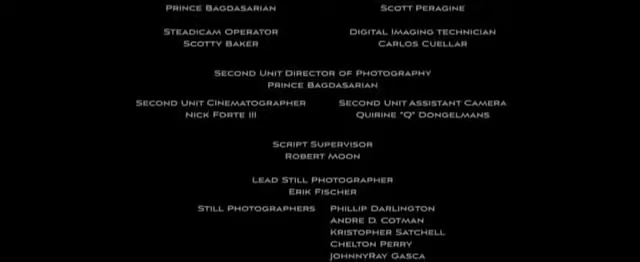 Prince Bagdasarian
Scott Peragine
Steadicam Operator
Scotty Baker
Digital Imaging technician
Carlos Cuellar
Second Unit Director of Photography
Prince Bagdasarian
Second Unit Cinematographer
Nick Forte III
Second Unit Assistant Camera
Quirine "Q" Dongelmans
Script Supervisor
Robert Moon
Lead Still Photographer
Erik Fischer
Still Photographers
Phillip Darlington
Andre D. Cotman
Kristopher Satchell
Chelton Perry
JohnnyRay Gasca